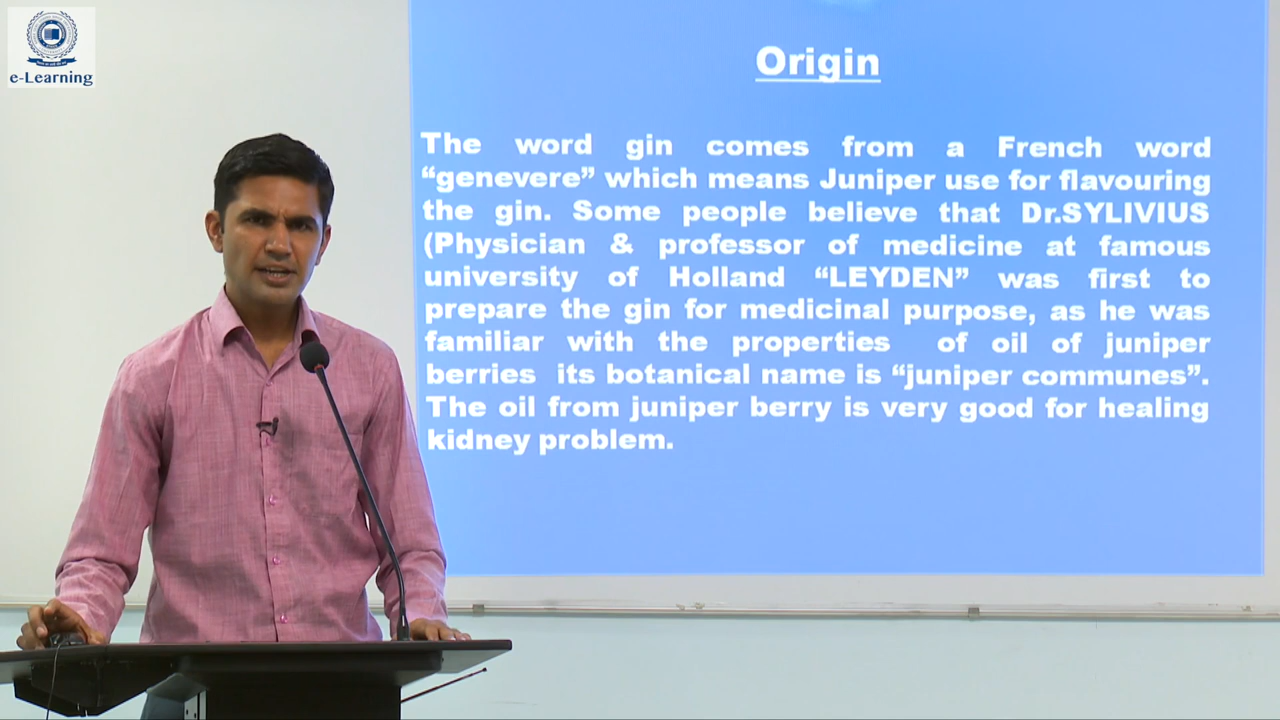 e-Learning
Origin
The word gin comes from a French word
“genevere” which means Juniper use for flavouring
the gin. Some people believe that Dr.SYLIVIUS
(Physician & professor of medicine at famous
university of Holland “LEYDEN” was first to
prepare the gin for medicinal purpose, as he was
familiar with the properties of oil of juniper
berries its botanical name is “juniper communes”.
The oil from juniper berry is very good for healing
kidney problem.